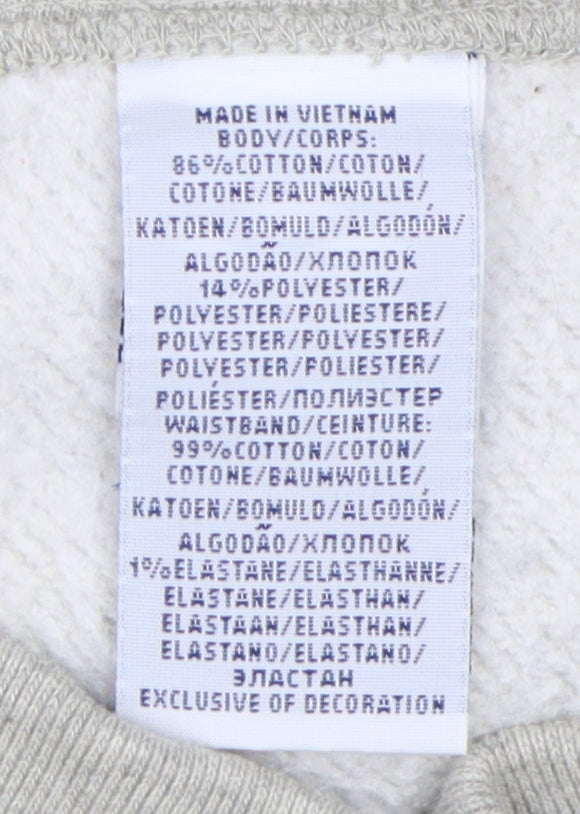 MADE IN VIETNAM
BODY/CORPS:
86%COTTON/COTON/
COTONE/BAUMWOLLE/
KATOEN/BOMULD/ALGODÓN/
ALGODÃO/ХЛОПОК
14%POLYESTER/
POLYESTER/POLIESTERE/
POLYESTER/POLYESTER/
POLYESTER/POLIESTER/
POLIÉSTER/ПОЛИЭСТЕР
WAISTBAND/CEINTURE:
99%COTTON/COTON/
COTONE/BAUMWOLLE/
KATOEN/BOMULD/ALGODÓN/
ALGODÃO/ХЛОПОК
1%ELASTANE/ELASTHANNE/
ELASTANE/ELASTHAN/
ELASTAAN/ELASTHAN/
ELASTANO/ELASTANO/
ЭЛАСТАН
EXCLUSIVE OF DECORATION